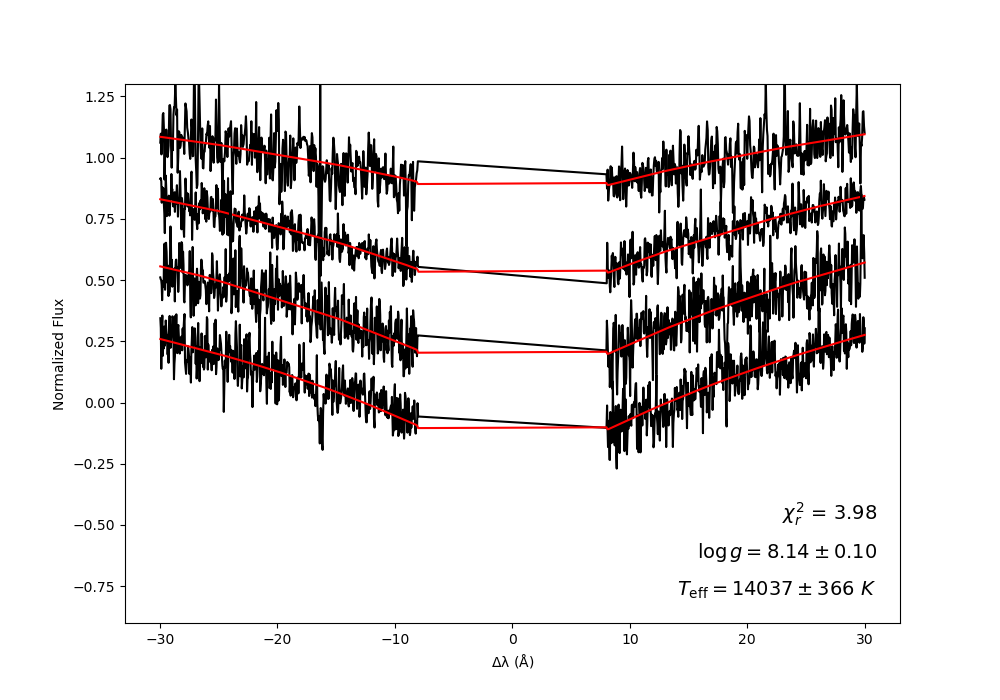 1.25
1.00
0.75
0.50
0.25
0.00
−0.25
−0.50
−0.75
Normalized Flux
χ²ᵣ = 3.98
log g = 8.14 ± 0.10
T_eff = 14037 ± 366 K
−30 −20 −10 0 10 20 30
Δλ (Å)